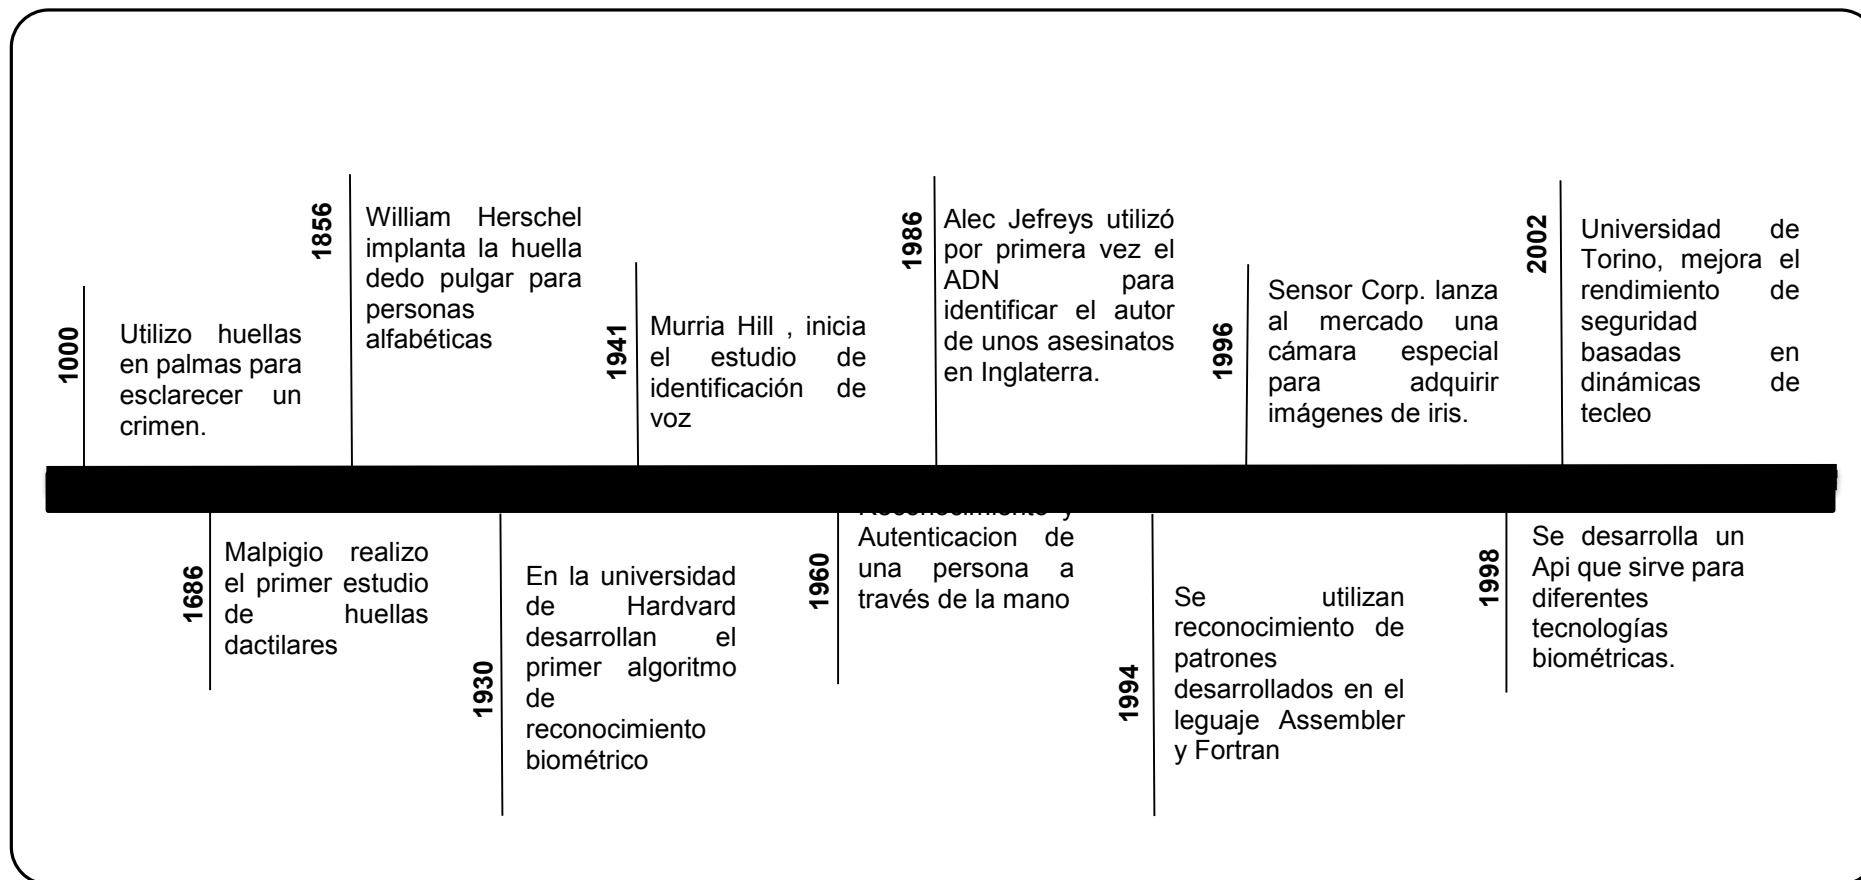 1000
Utilizo huellas
en palmas para
esclarecer un
crimen.
1686
Malpigio realizo
el primer estudio
de huellas
dactilares
1856
William Herschel
implanta la huella
dedo pulgar para
personas
alfabéticas
1930
En la universidad
de Hardvard
desarrollan el
primer algoritmo
de
reconocimiento
biométrico
1941
Murria Hill , inicia
el estudio de
identificación de
voz
1960
Reconocimiento y
Autenticacion de
una persona a
través de la mano
1986
Alec Jefreys utilizó
por primera vez el
ADN para
identificar el autor
de unos asesinatos
en Inglaterra.
1994
Se utilizan
reconocimiento de
patrones
desarrollados en el
leguaje Assembler
y Fortran
1996
Sensor Corp. lanza
al mercado una
cámara especial
para adquirir
imágenes de iris.
1998
Se desarrolla un
Api que sirve para
diferentes
tecnologías
biométricas.
2002
Universidad de
Torino, mejora el
rendimiento de
seguridad
basadas en
dinámicas de
tecleo